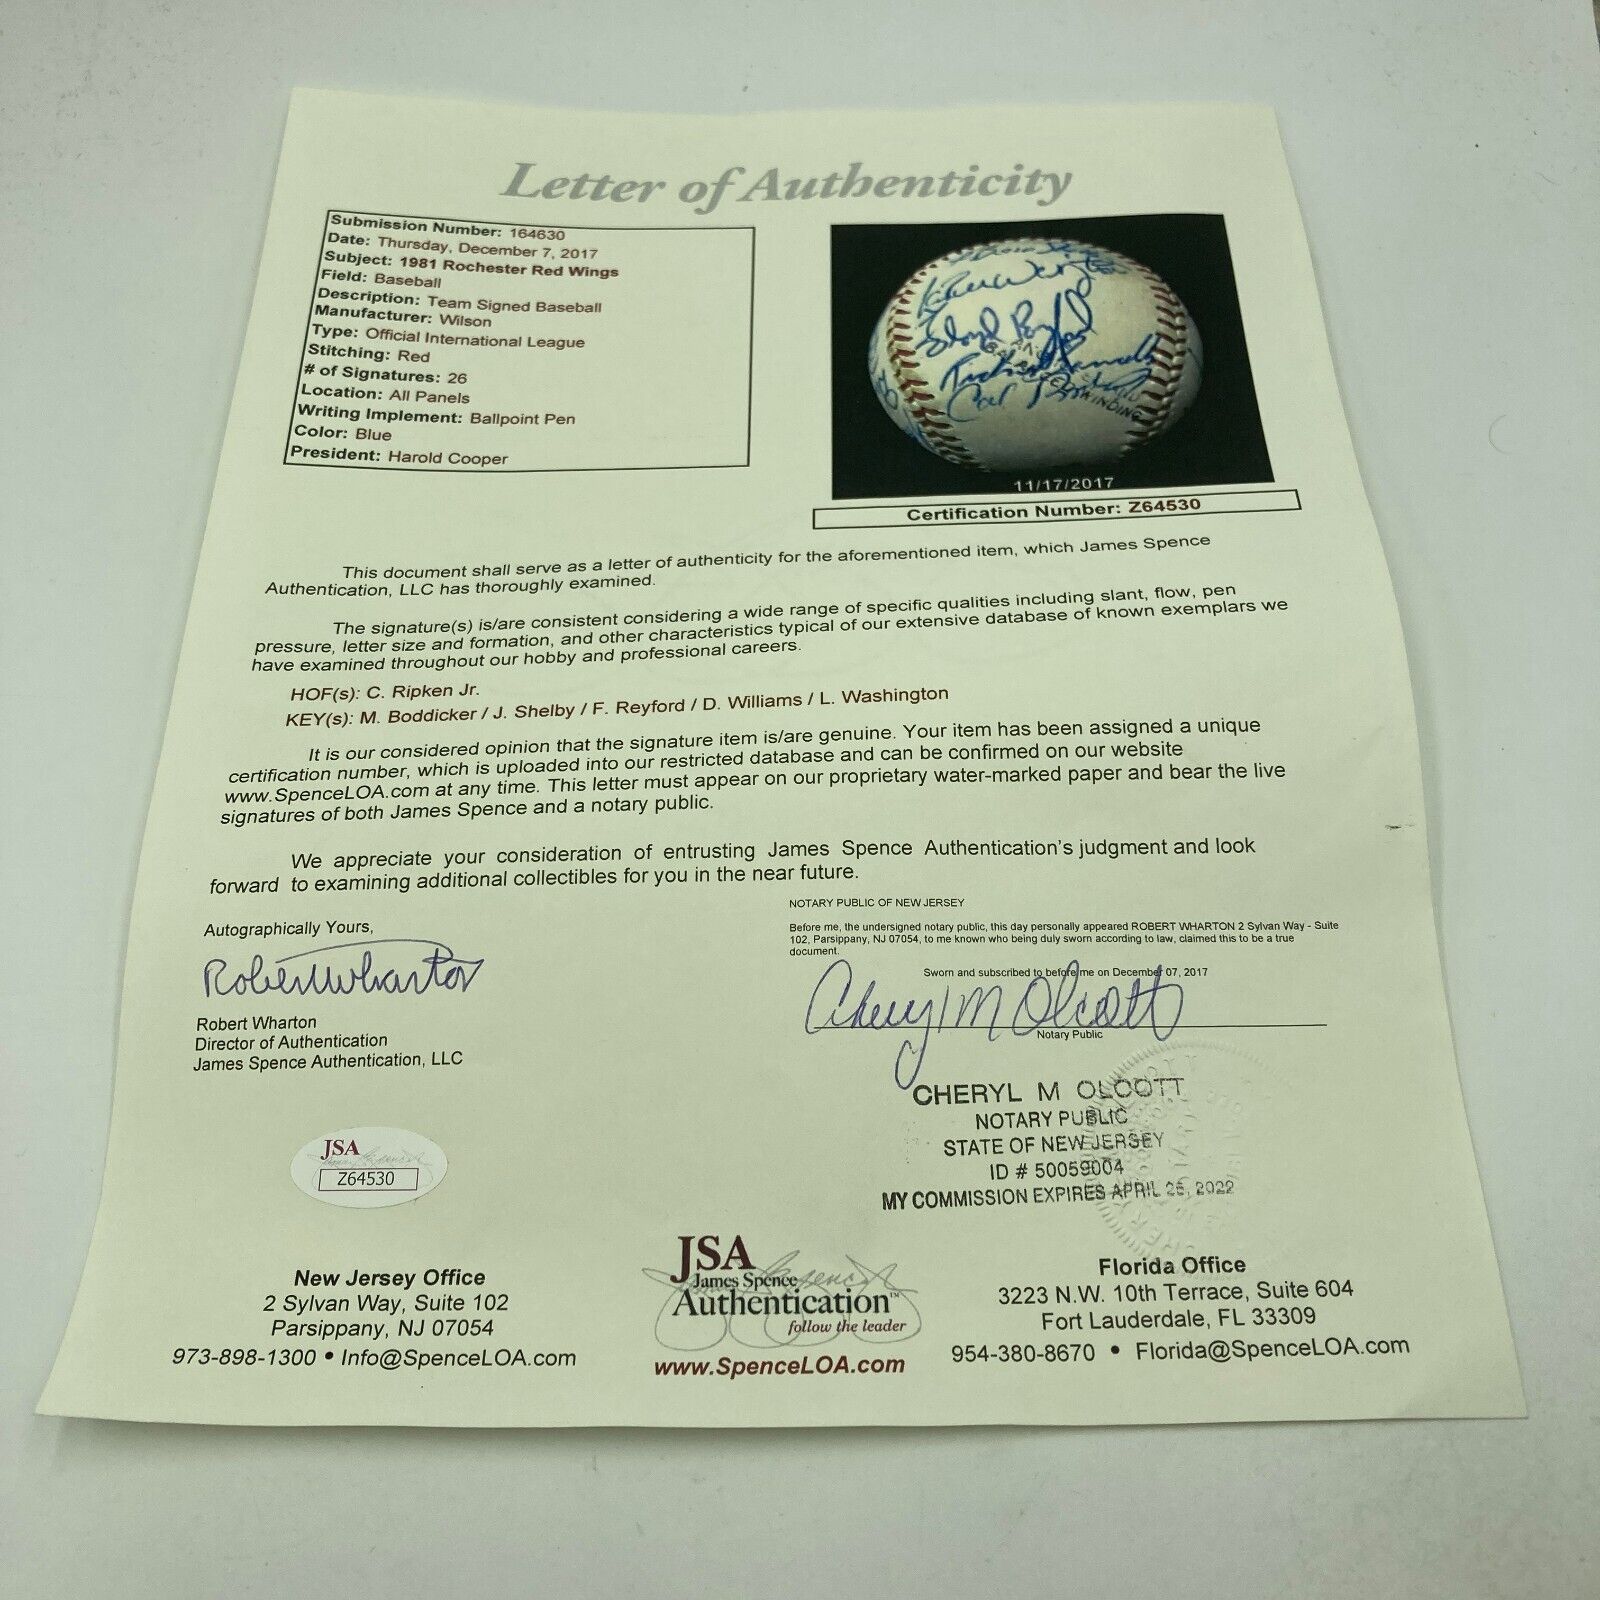 Letter of Authenticity
Submission Number: 164630
Date: Thursday, December 7, 2017
Subject: 1981 Rochester Red Wings
Field: Baseball
Description: Team Signed Baseball
Manufacturer: Wilson
Type: Official International League
Stitching: Red
# of Signatures: 26
Location: All Panels
Writing Implement: Ballpoint Pen
Color: Blue
President: Harold Cooper
Floyd Rayford
Cal
WINDING
11/17/2017
Certification Number: Z64530
This document shall serve as a letter of authenticity for the aforementioned item, which James Spence
Authentication, LLC has thoroughly examined.
The signature(s) is/are consistent considering a wide range of specific qualities including slant, flow, pen
pressure, letter size and formation, and other characteristics typical of our extensive database of known exemplars we
have examined throughout our hobby and professional careers.
HOF(s): C. Ripken Jr.
KEY(s): M. Boddicker / J. Shelby / F. Reyford / D. Williams / L. Washington
It is our considered opinion that the signature item is/are genuine. Your item has been assigned a unique
certification number, which is uploaded into our restricted database and can be confirmed on our website
www.SpenceLOA.com at any time. This letter must appear on our proprietary water-marked paper and bear the live
signatures of both James Spence and a notary public.
We appreciate your consideration of entrusting James Spence Authentication's judgment and look
forward to examining additional collectibles for you in the near future.
Autographically Yours,
Robert Wharton
Robert Wharton
Director of Authentication
James Spence Authentication, LLC
NOTARY PUBLIC OF NEW JERSEY
Before me, the undersigned notary public, this day personally appeared ROBERT WHARTON 2 Sylvan Way - Suite
102, Parsippany, NJ 07054, to me known who being duly sworn according to law, claimed this to be a true
document.
Sworn and subscribed to before me on December 07, 2017
Cheryl M Olcott
Notary Public
CHERYL M OLCOTT
NOTARY PUBLIC
STATE OF NEW JERSEY
ID # 50059004
MY COMMISSION EXPIRES APRIL 26, 2022
JSA
Z64530
New Jersey Office
2 Sylvan Way, Suite 102
Parsippany, NJ 07054
973-898-1300 • Info@SpenceLOA.com
JSA
James Spence
Authentication™
follow the leader
www.SpenceLOA.com
Florida Office
3223 N.W. 10th Terrace, Suite 604
Fort Lauderdale, FL 33309
954-380-8670 • Florida@SpenceLOA.com